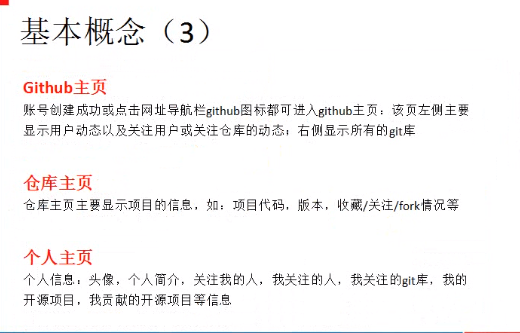 基本概念（3）
Github主页
账号创建成功或点击网址导航栏github图标都可进入github主页：该页左侧主要
显示用户动态以及关注用户或关注仓库的动态；右侧显示所有的git库
仓库主页
仓库主页主要显示项目的信息，如：项目代码，版本，收藏/关注/fork情况等
个人主页
个人信息：头像，个人简介，关注我的人，我关注的人，我关注的git库，我的
开源项目，我贡献的开源项目等信息